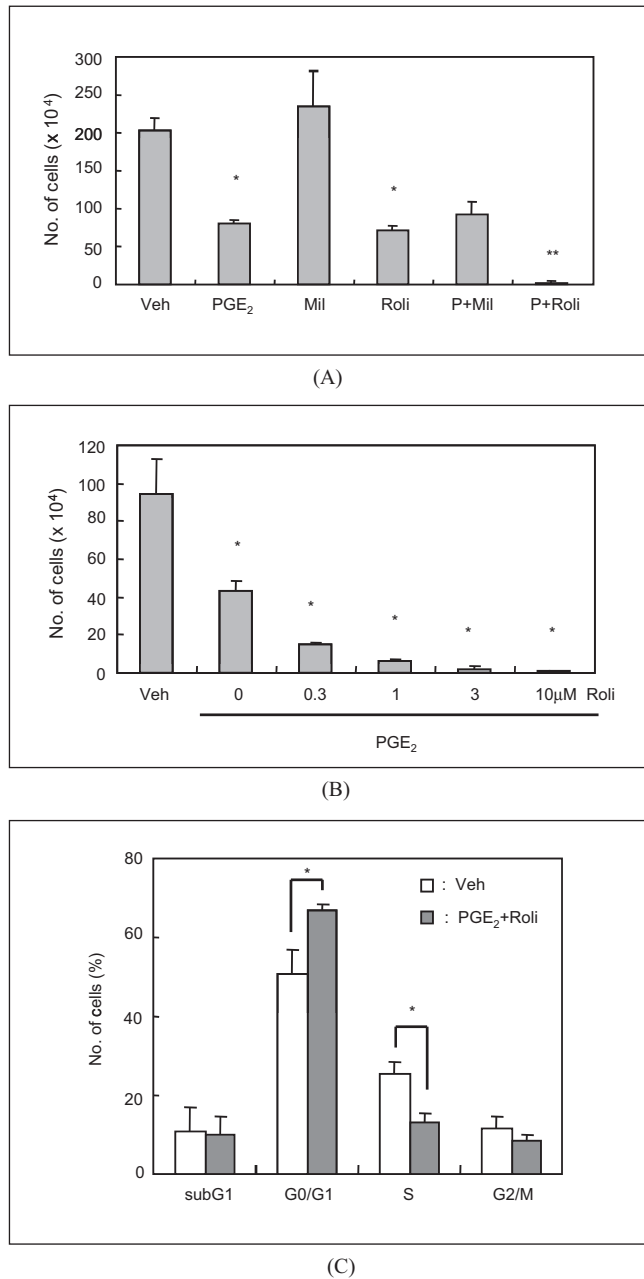 No. of cells (x 10⁴)
300
250
200
150
100
50
0
* * **
Veh PGE₂ Mil Roli P+Mil P+Roli
(A)
No. of cells (x 10⁴)
120
100
80
60
40
20
0
* * * * *
Veh 0 0.3 1 3 10μM Roli
PGE₂
(B)
No. of cells (%)
80
60
40
20
0
* *
: Veh
: PGE₂+Roli
subG1 G0/G1 S G2/M
(C)